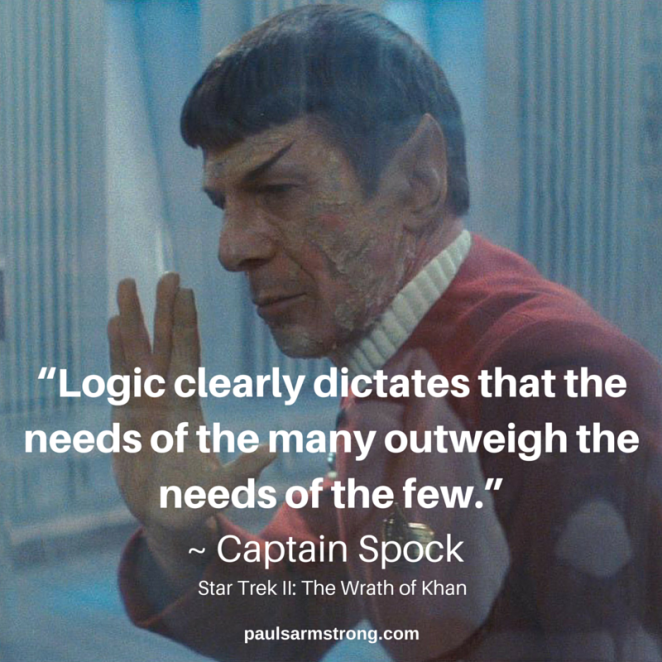 “Logic clearly dictates that the
needs of the many outweigh the
needs of the few.”
~ Captain Spock
Star Trek II: The Wrath of Khan
paulsarmstrong.com